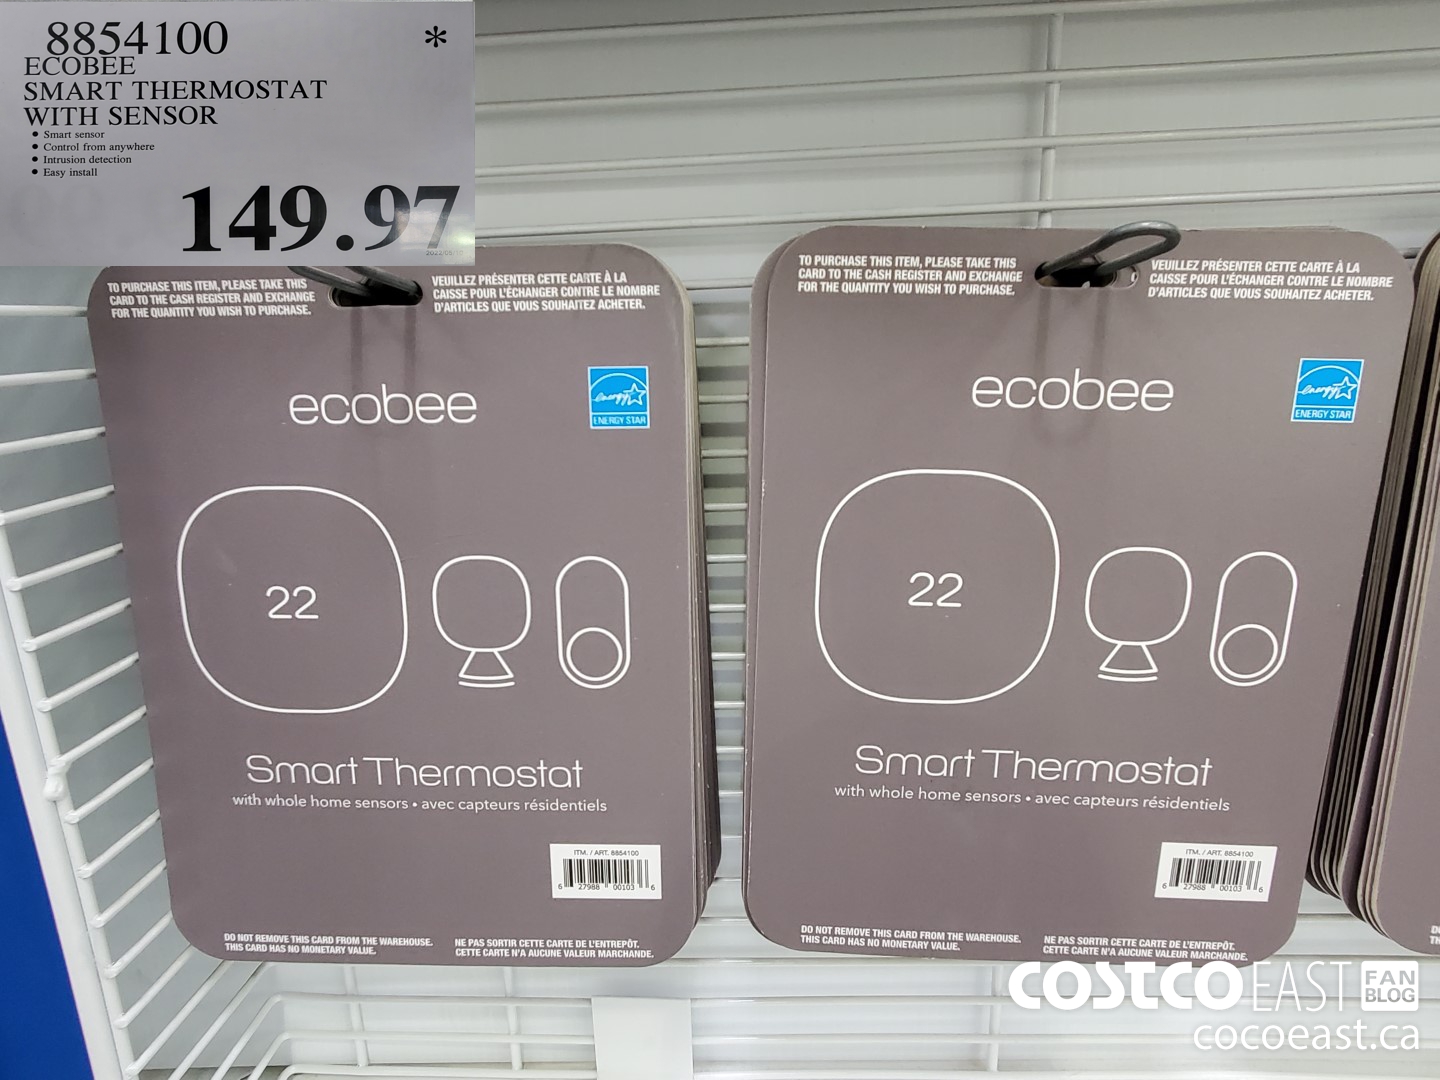 8854100 *
ECOBEE
SMART THERMOSTAT
WITH SENSOR
● Smart sensor
● Control from anywhere
● Intrusion detection
● Easy install
149.97
TO PURCHASE THIS ITEM, PLEASE TAKE THIS
CARD TO THE CASH REGISTER AND EXCHANGE
FOR THE QUANTITY YOU WISH TO PURCHASE.
VEUILLEZ PRÉSENTER CETTE CARTE À LA
CAISSE POUR L'ÉCHANGER CONTRE LE NOMBRE
D'ARTICLES QUE VOUS SOUHAITEZ ACHETER.
ecobee
energy
ENERGY STAR
22
Smart Thermostat
with whole home sensors • avec capteurs résidentiels
ITM. / ART. 8854100
6 27988 00103 6
DO NOT REMOVE THIS CARD FROM THE WAREHOUSE.
THIS CARD HAS NO MONETARY VALUE.
NE PAS SORTIR CETTE CARTE DE L'ENTREPÔT.
CETTE CARTE N'A AUCUNE VALEUR MARCHANDE.
TO PURCHASE THIS ITEM, PLEASE TAKE THIS
CARD TO THE CASH REGISTER AND EXCHANGE
FOR THE QUANTITY YOU WISH TO PURCHASE.
VEUILLEZ PRÉSENTER CETTE CARTE À LA
CAISSE POUR L'ÉCHANGER CONTRE LE NOMBRE
D'ARTICLES QUE VOUS SOUHAITEZ ACHETER.
ecobee
energy
ENERGY STAR
22
Smart Thermostat
with whole home sensors • avec capteurs résidentiels
ITM. / ART. 8854100
6 27988 00103 6
DO NOT REMOVE THIS CARD FROM THE WAREHOUSE.
THIS CARD HAS NO MONETARY VALUE.
NE PAS SORTIR CETTE CARTE DE L'ENTREPÔT.
CETTE CARTE N'A AUCUNE VALEUR MARCHANDE.
COSTCO EAST FAN BLOG
cocoeast.ca